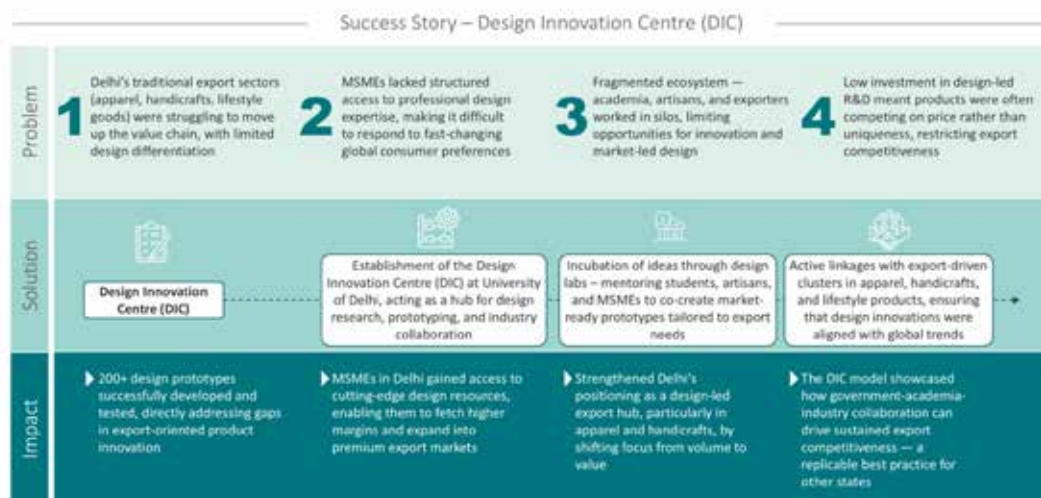 Success Story – Design Innovation Centre (DIC)
Problem
1
Delhi's traditional export sectors
(apparel, handicrafts, lifestyle
goods) were struggling to move
up the value chain, with limited
design differentiation
2
MSMEs lacked structured
access to professional design
expertise, making it difficult
to respond to fast-changing
global consumer preferences
3
Fragmented ecosystem —
academia, artisans, and exporters
worked in silos, limiting
opportunities for innovation and
market-led design
4
Low investment in design-led
R&D meant products were often
competing on price rather than
uniqueness, restricting export
competitiveness
Solution
Design Innovation
Centre (DIC)
Establishment of the Design
Innovation Centre (DIC) at University
of Delhi, acting as a hub for design
research, prototyping, and industry
collaboration
Incubation of ideas through design
labs – mentoring students, artisans,
and MSMEs to co-create market-
ready prototypes tailored to export
needs
Active linkages with export-driven
clusters in apparel, handicrafts,
and lifestyle products, ensuring
that design innovations were
aligned with global trends
Impact
200+ design prototypes
successfully developed and
tested, directly addressing gaps
in export-oriented product
innovation
MSMEs in Delhi gained access to
cutting-edge design resources,
enabling them to fetch higher
margins and expand into
premium export markets
Strengthened Delhi's
positioning as a design-led
export hub, particularly in
apparel and handicrafts, by
shifting focus from volume to
value
The DIC model showcased
how government-academia-
industry collaboration can
drive sustained export
competitiveness — a
replicable best practice for
other states